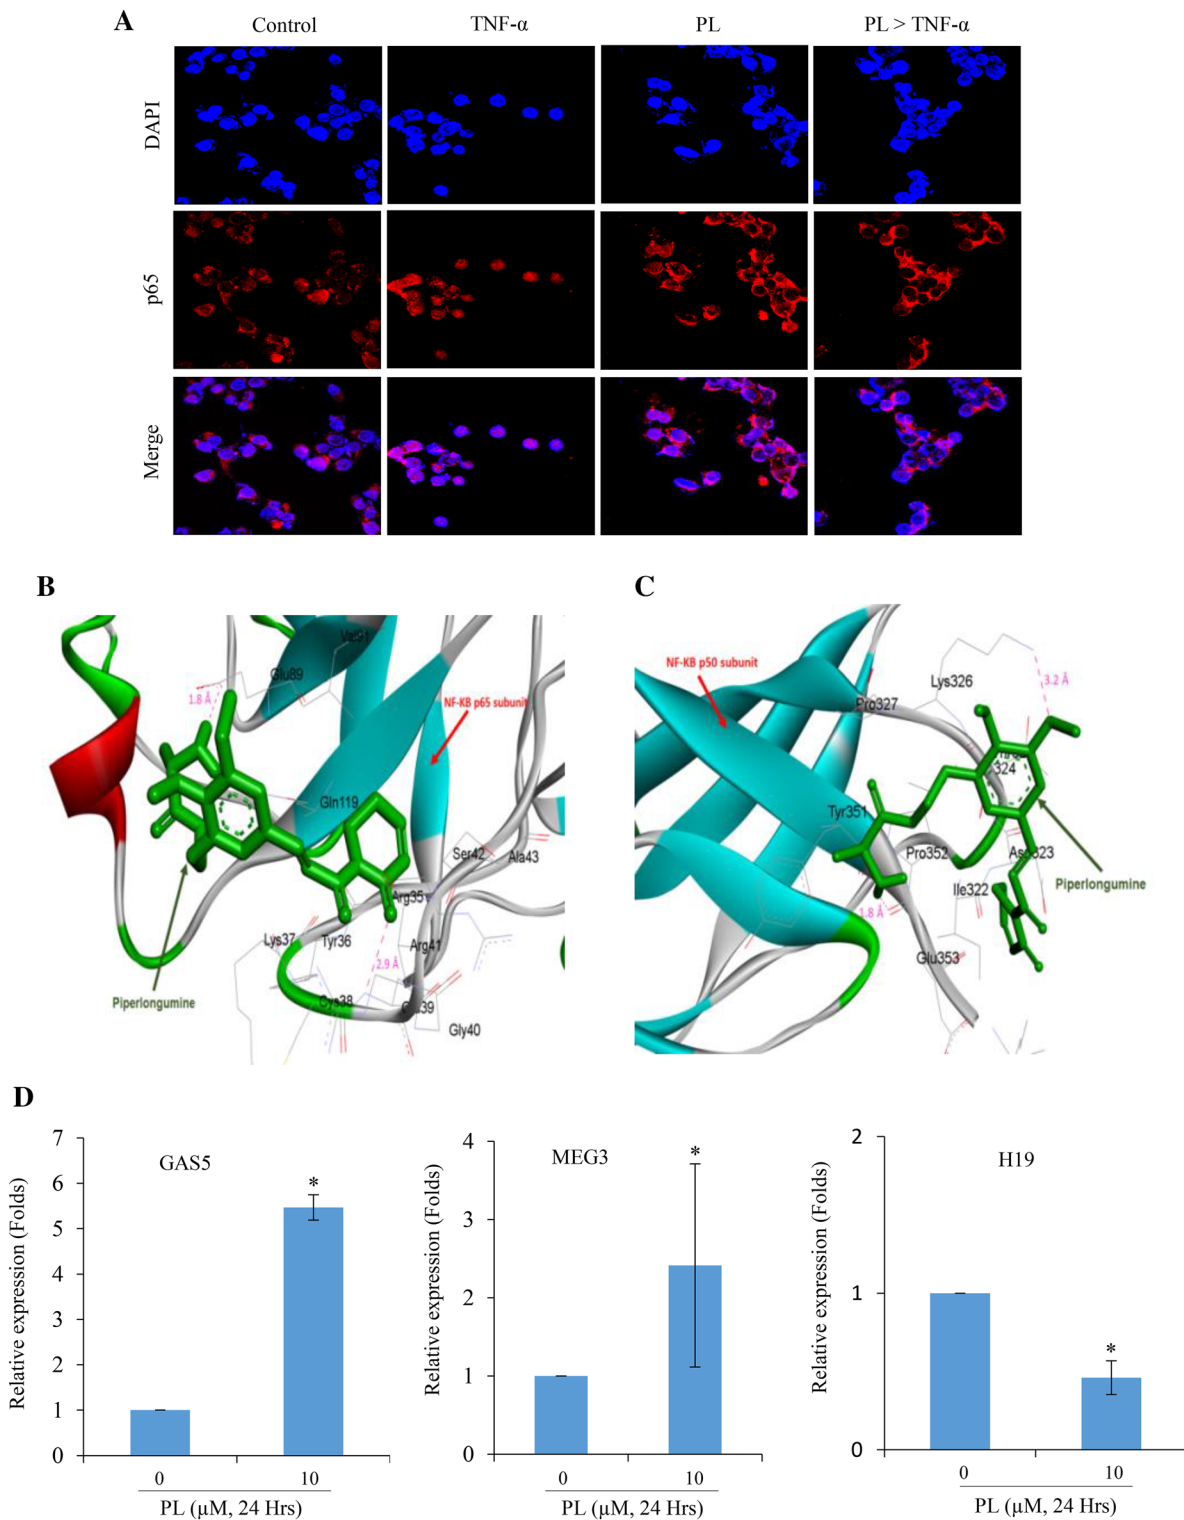 A
Control
TNF-α
PL
PL > TNF-α
DAPI
p65
Merge
B
Val91
Glu89
1.8 Å
NF-KB p65 subunit
Gln119
Ser42
Ala43
Arg35
Lys37
Tyr36
Arg41
2.9 Å
Cys38
Gly40
Piperlongumine
C
NF-KB p50 subunit
Lys326
3.2 Å
Pro327
324
Tyr351
Pro352
Asp323
Piperlongumine
Ile322
1.8 Å
Glu353
D
Relative expression (Folds)
7
6
5
4
3
2
1
0
GAS5
*
0
10
PL (µM, 24 Hrs)
Relative expression (Folds)
4
3
2
1
0
MEG3
*
0
10
PL (µM, 24 Hrs)
Relative expression (Folds)
2
1
0
H19
*
0
10
PL (µM, 24 Hrs)